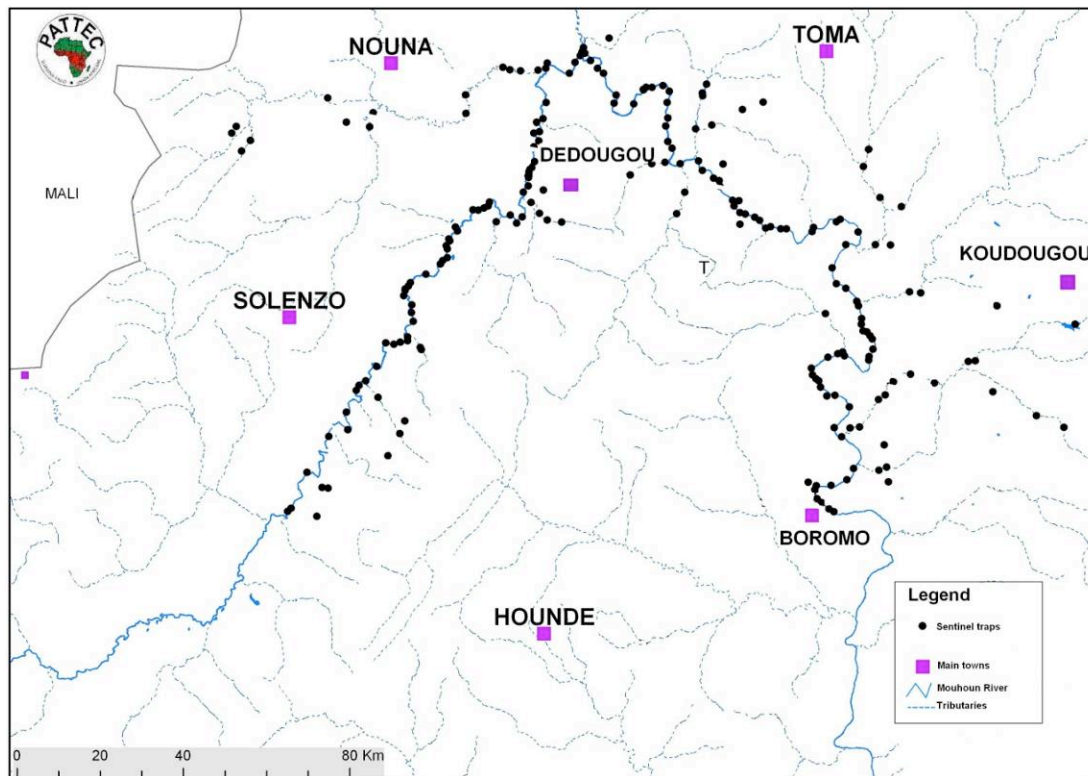 PATTEC
NOUNA
TOMA
DEDOUGOU
MALI
KOUDOUGOU
T
SOLENZO
BOROMO
HOUNDE
Legend
Sentinel traps
Main towns
Mouhoun River
Tributaries
0 20 40 80 Km